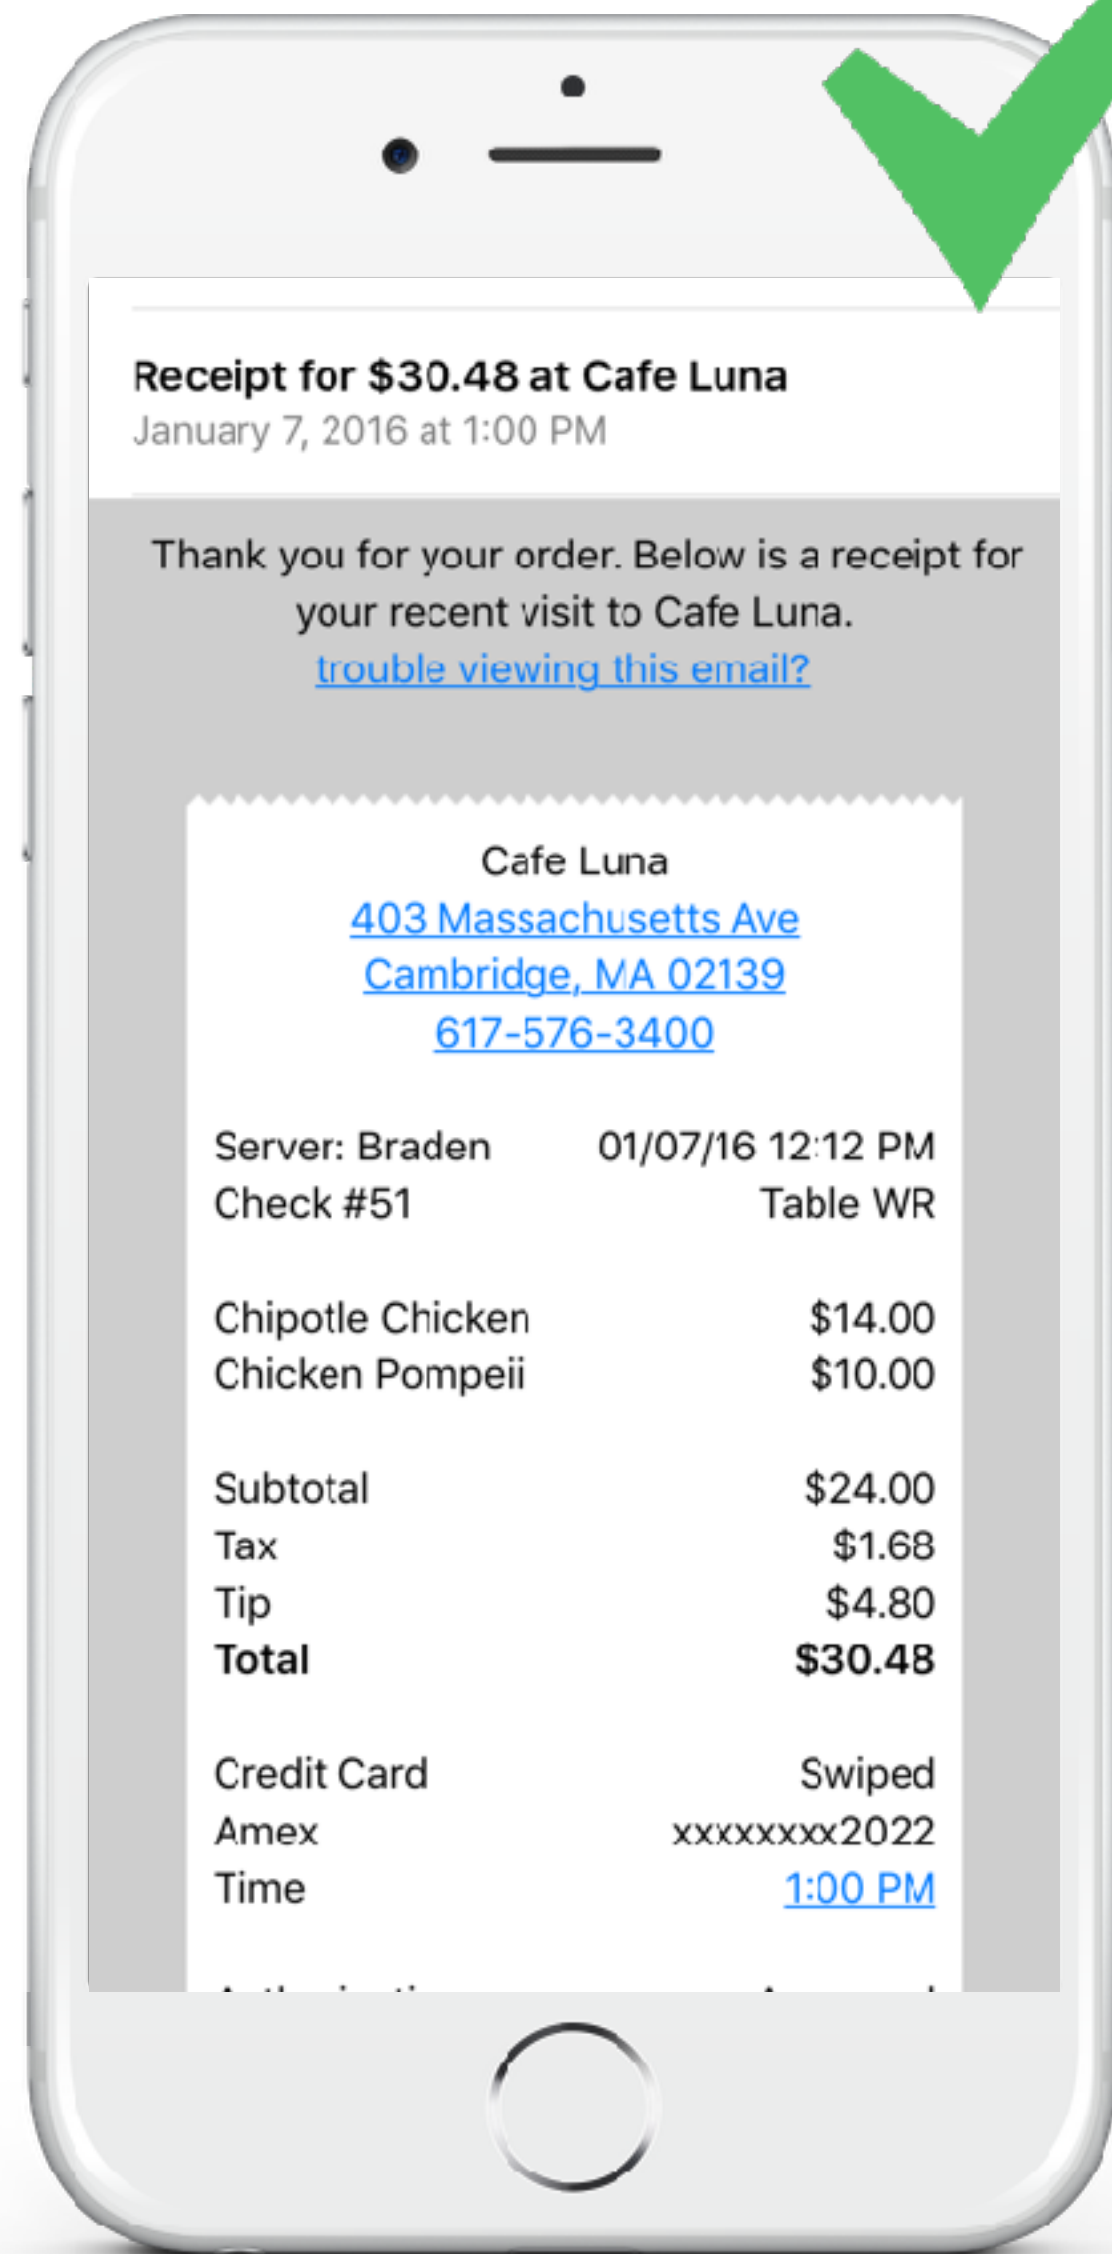 Receipt for $30.48 at Cafe Luna
January 7, 2016 at 1:00 PM
Thank you for your order. Below is a receipt for
your recent visit to Cafe Luna.
trouble viewing this email?
Cafe Luna
403 Massachusetts Ave
Cambridge, MA 02139
617-576-3400
Server: Braden 01/07/16 12:12 PM
Check #51 Table WR
Chipotle Chicken $14.00
Chicken Pompeii $10.00
Subtotal $24.00
Tax $1.68
Tip $4.80
Total $30.48
Credit Card Swiped
Amex xxxxxxxx2022
Time 1:00 PM